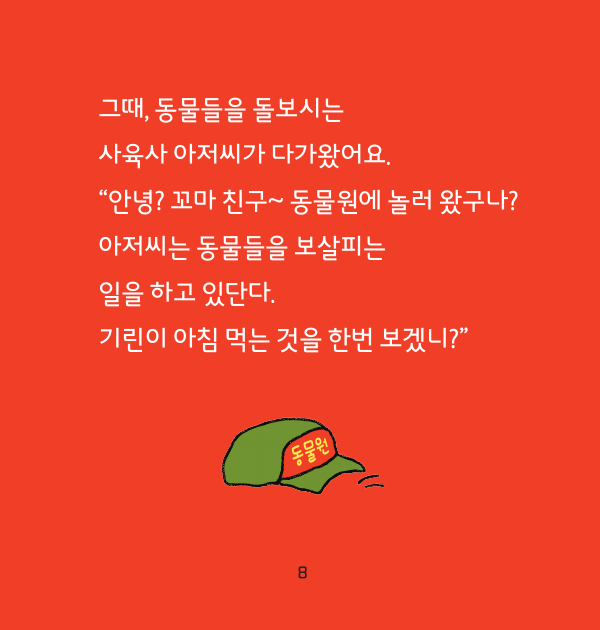 그때, 동물들을 돌보시는
사육사 아저씨가 다가왔어요.
“안녕? 꼬마 친구~ 동물원에 놀러 왔구나?
아저씨는 동물들을 보살피는
일을 하고 있단다.
기린이 아침 먹는 것을 한번 보겠니?”
동물원
8